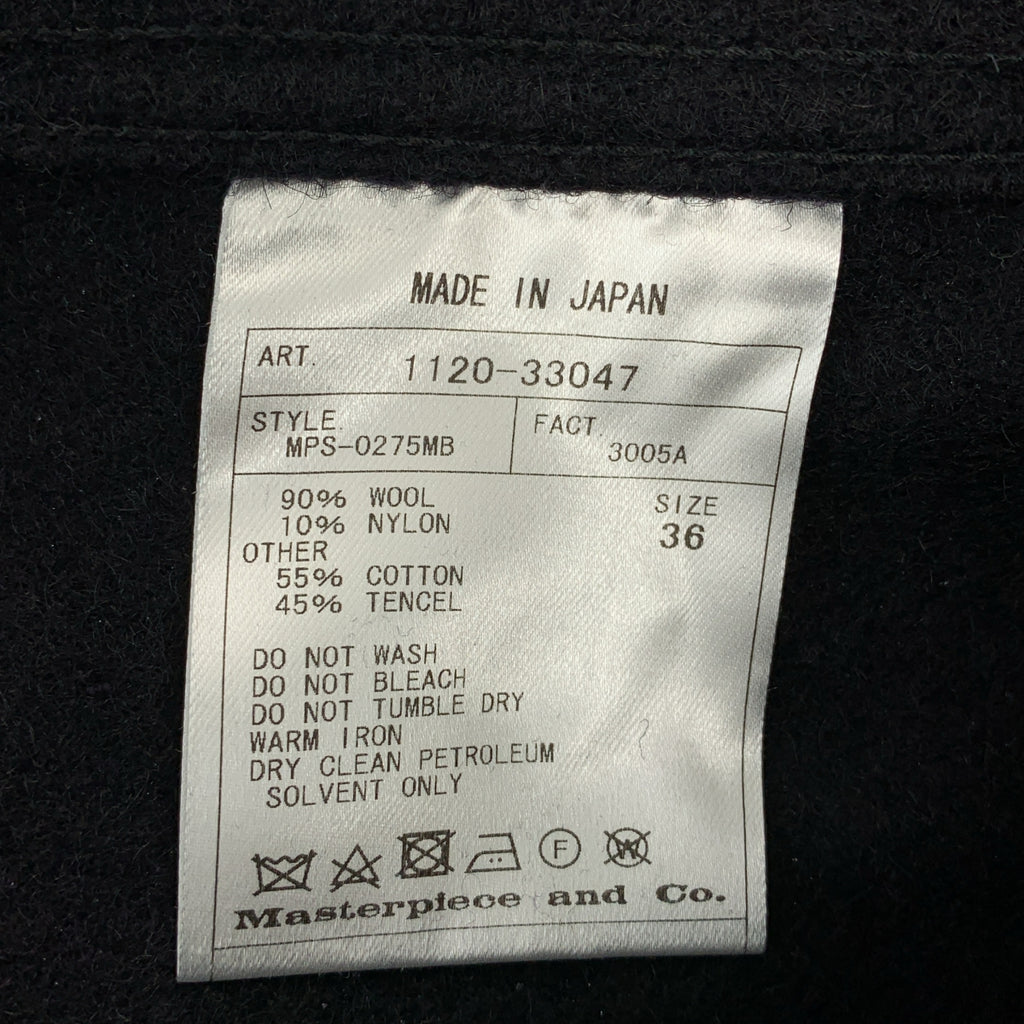 MADE IN JAPAN
ART. 1120-33047
STYLE. FACT.
MPS-0275MB 3005A
90% WOOL SIZE
10% NYLON 36
OTHER
55% COTTON
45% TENCEL
DO NOT WASH
DO NOT BLEACH
DO NOT TUMBLE DRY
WARM IRON
DRY CLEAN PETROLEUM
SOLVENT ONLY
F W
Masterpiece and Co.